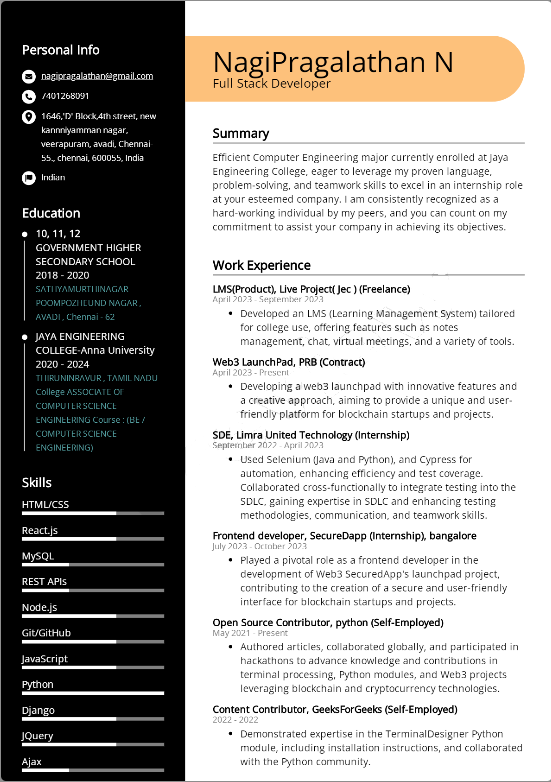 Personal Info
nagipragalathan@gmail.com
7401268091
1646,'D' Block,4th street, new
kannniyamman nagar,
veerapuram, avadi, Chennai
55., chennai, 600055, India
Indian
Education
10, 11, 12
GOVERNMENT HIGHER
SECONDARY SCHOOL
2018 - 2020
SATHYAMURTHINAGAR
POOMPOZHLUND NAGAR ,
AVADI , Chennai - 62
JAYA ENGINEERING
COLLEGE-Anna University
2020 - 2024
THIRUNINRAVUR , TAMIL NADU
College ASSOCIATE OF
COMPUTER SCIENCE
ENGINEERING Course : (BE /
COMPUTER SCIENCE
ENGINEERING)
Skills
HTML/CSS
React.js
MySQL
REST APIs
Node.js
Git/GitHub
JavaScript
Python
Django
JQuery
Ajax
NagiPragalathan N
Full Stack Developer
Summary
Efficient Computer Engineering major currently enrolled at Jaya
Engineering College, eager to leverage my proven language,
problem-solving, and teamwork skills to excel in an internship role
at your esteemed company. I am consistently recognized as a
hard-working individual by my peers, and you can count on my
commitment to assist your company in achieving its objectives.
Work Experience
LMS(Product), Live Project( Jec ) (Freelance)
April 2023 - September 2023
• Developed an LMS (Learning Management System) tailored
for college use, offering features such as notes
management, chat, virtual meetings, and a variety of tools.
Web3 LaunchPad, PRB (Contract)
April 2023 - Present
• Developing a web3 launchpad with innovative features and
a creative approach, aiming to provide a unique and user-
friendly platform for blockchain startups and projects.
SDE, Limra United Technology (Internship)
September 2022 - April 2023
• Used Selenium (Java and Python), and Cypress for
automation, enhancing efficiency and test coverage.
Collaborated cross-functionally to integrate testing into the
SDLC, gaining expertise in SDLC and enhancing testing
methodologies, communication, and teamwork skills.
Frontend developer, SecureDapp (Internship), bangalore
July 2023 - October 2023
• Played a pivotal role as a frontend developer in the
development of Web3 SecuredApp's launchpad project,
contributing to the creation of a secure and user-friendly
interface for blockchain startups and projects.
Open Source Contributor, python (Self-Employed)
May 2021 - Present
• Authored articles, collaborated globally, and participated in
hackathons to advance knowledge and contributions in
terminal processing, Python modules, and Web3 projects
leveraging blockchain and cryptocurrency technologies.
Content Contributor, GeeksForGeeks (Self-Employed)
2022 - 2022
• Demonstrated expertise in the TerminalDesigner Python
module, including installation instructions, and collaborated
with the Python community.